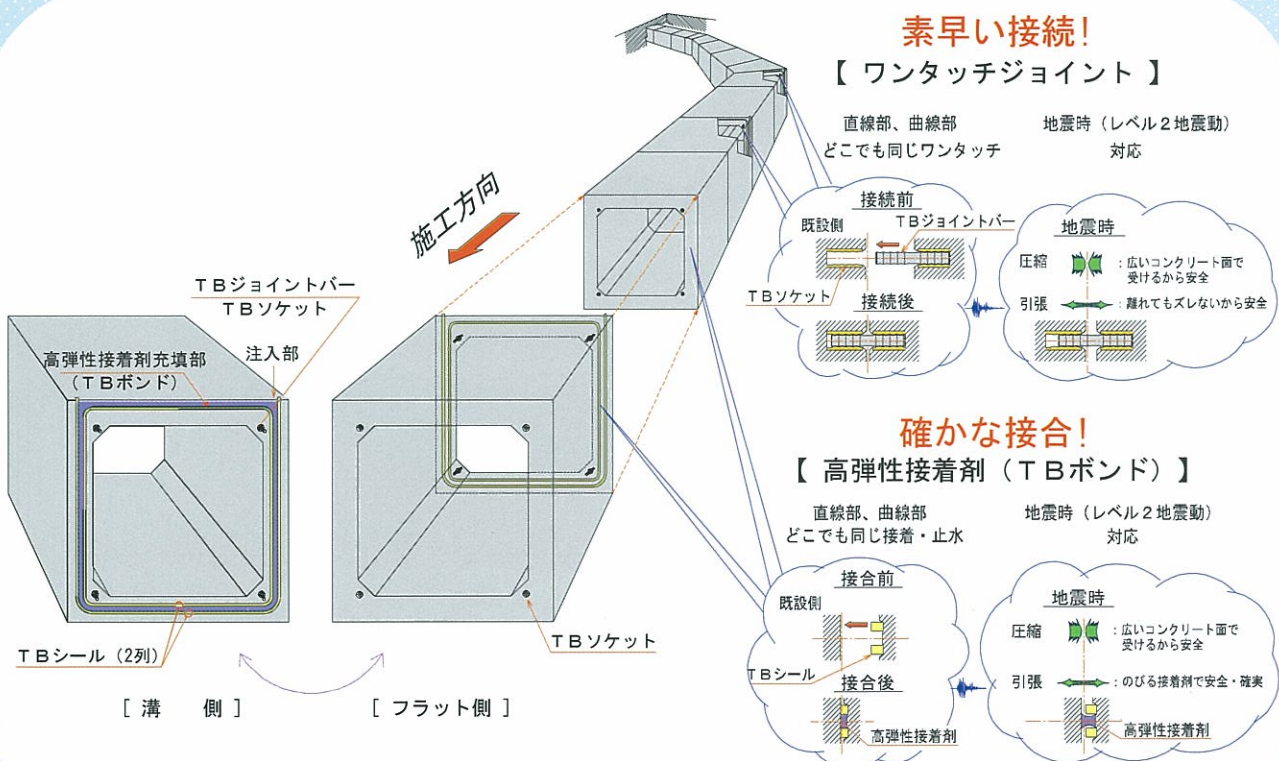 素早い接続!
【 ワンタッチジョイント 】
直線部、曲線部
どこでも同じワンタッチ
地震時(レベル2地震動)
対応
接続前
既設側
TBジョイントバー
TBソケット
接続後
地震時
圧縮
:広いコンクリート面で
受けるから安全
引張
:離れてもズレないから安全
施工方向
TBジョイントバー
TBソケット
高弾性接着剤充填部
(TBボンド)
注入部
TBシール(2列)
[ 溝 側 ]
TBソケット
[ フラット側 ]
確かな接合!
【 高弾性接着剤(TBボンド) 】
直線部、曲線部
どこでも同じ接着・止水
地震時(レベル2地震動)
対応
接合前
既設側
TBシール
接合後
高弾性接着剤
地震時
圧縮
:広いコンクリート面で
受けるから安全
引張
:のびる接着剤で安全・確実
高弾性接着剤